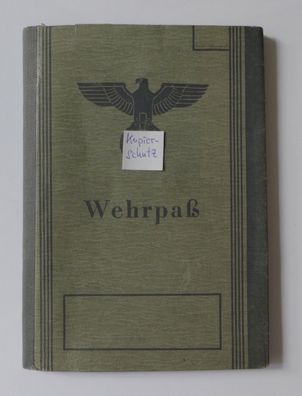 Kopier-
schutz
Wehrpaß